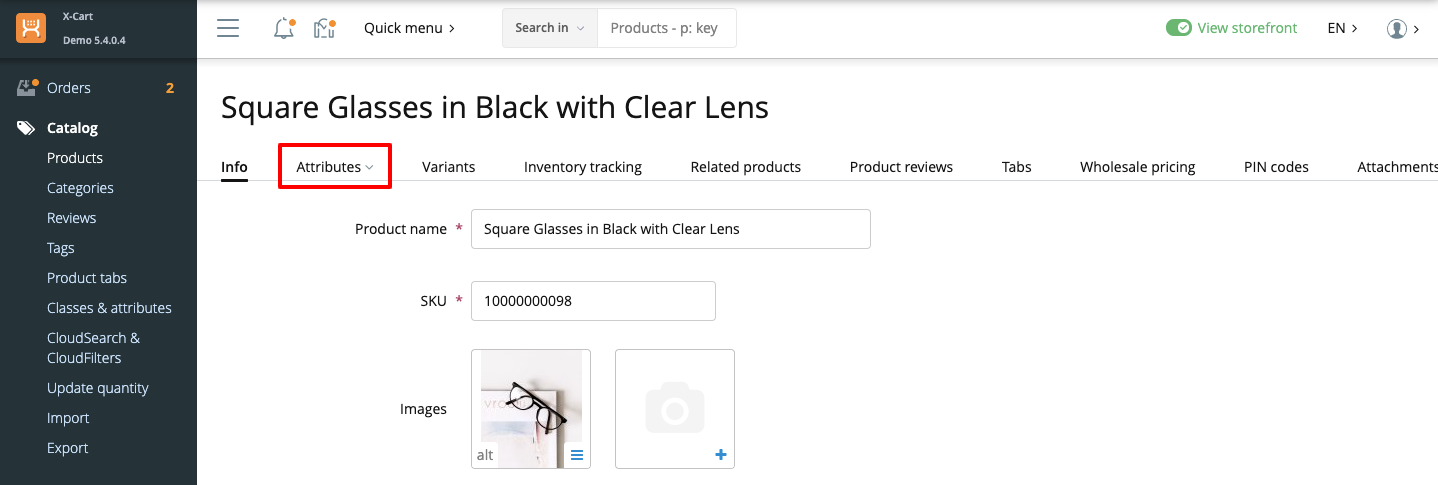 X-Cart
Demo 5.4.0.4
Quick menu
Search in
Products - p: key
View storefront
EN
Orders 2
Catalog
Products
Categories
Reviews
Tags
Product tabs
Classes & attributes
CloudSearch &
CloudFilters
Update quantity
Import
Export
Square Glasses in Black with Clear Lens
Info Attributes Variants Inventory tracking Related products Product reviews Tabs Wholesale pricing PIN codes Attachments
Product name * Square Glasses in Black with Clear Lens
SKU * 10000000098
Images
alt